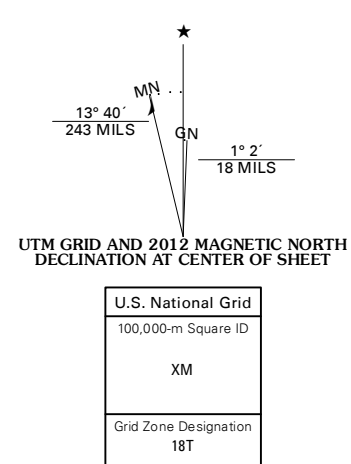 ★
MN
13° 40´
243 MILS
GN
1° 2´
18 MILS
UTM GRID AND 2012 MAGNETIC NORTH
DECLINATION AT CENTER OF SHEET
U.S. National Grid
100,000-m Square ID
XM
Grid Zone Designation
18T